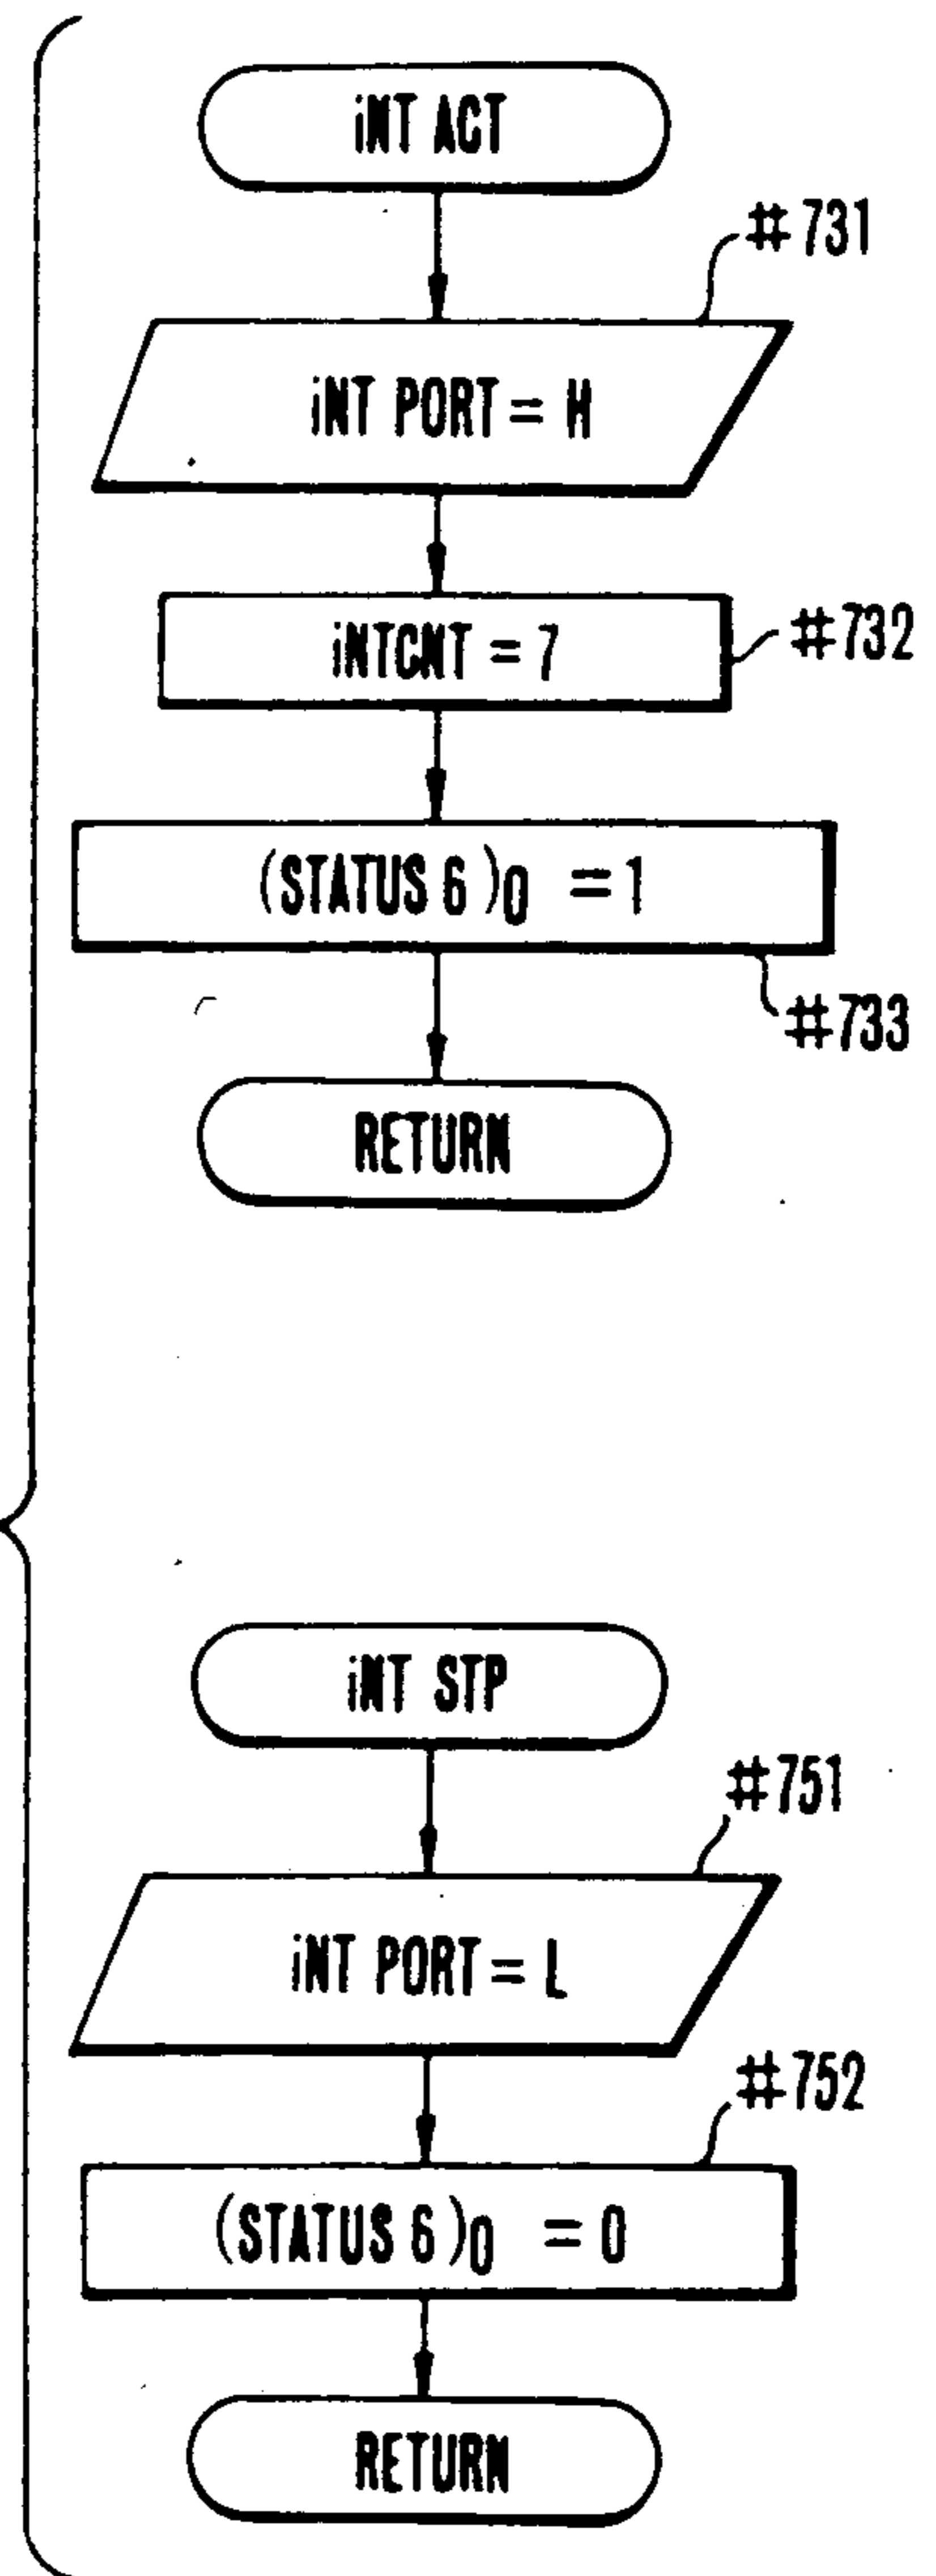 iNT ACT
#731
iNT PORT = H
iNTCNT = 7
#732
(STATUS 6)0 = 1
#733
RETURN
iNT STP
#751
iNT PORT = L
#752
(STATUS 6)0 = 0
RETURN